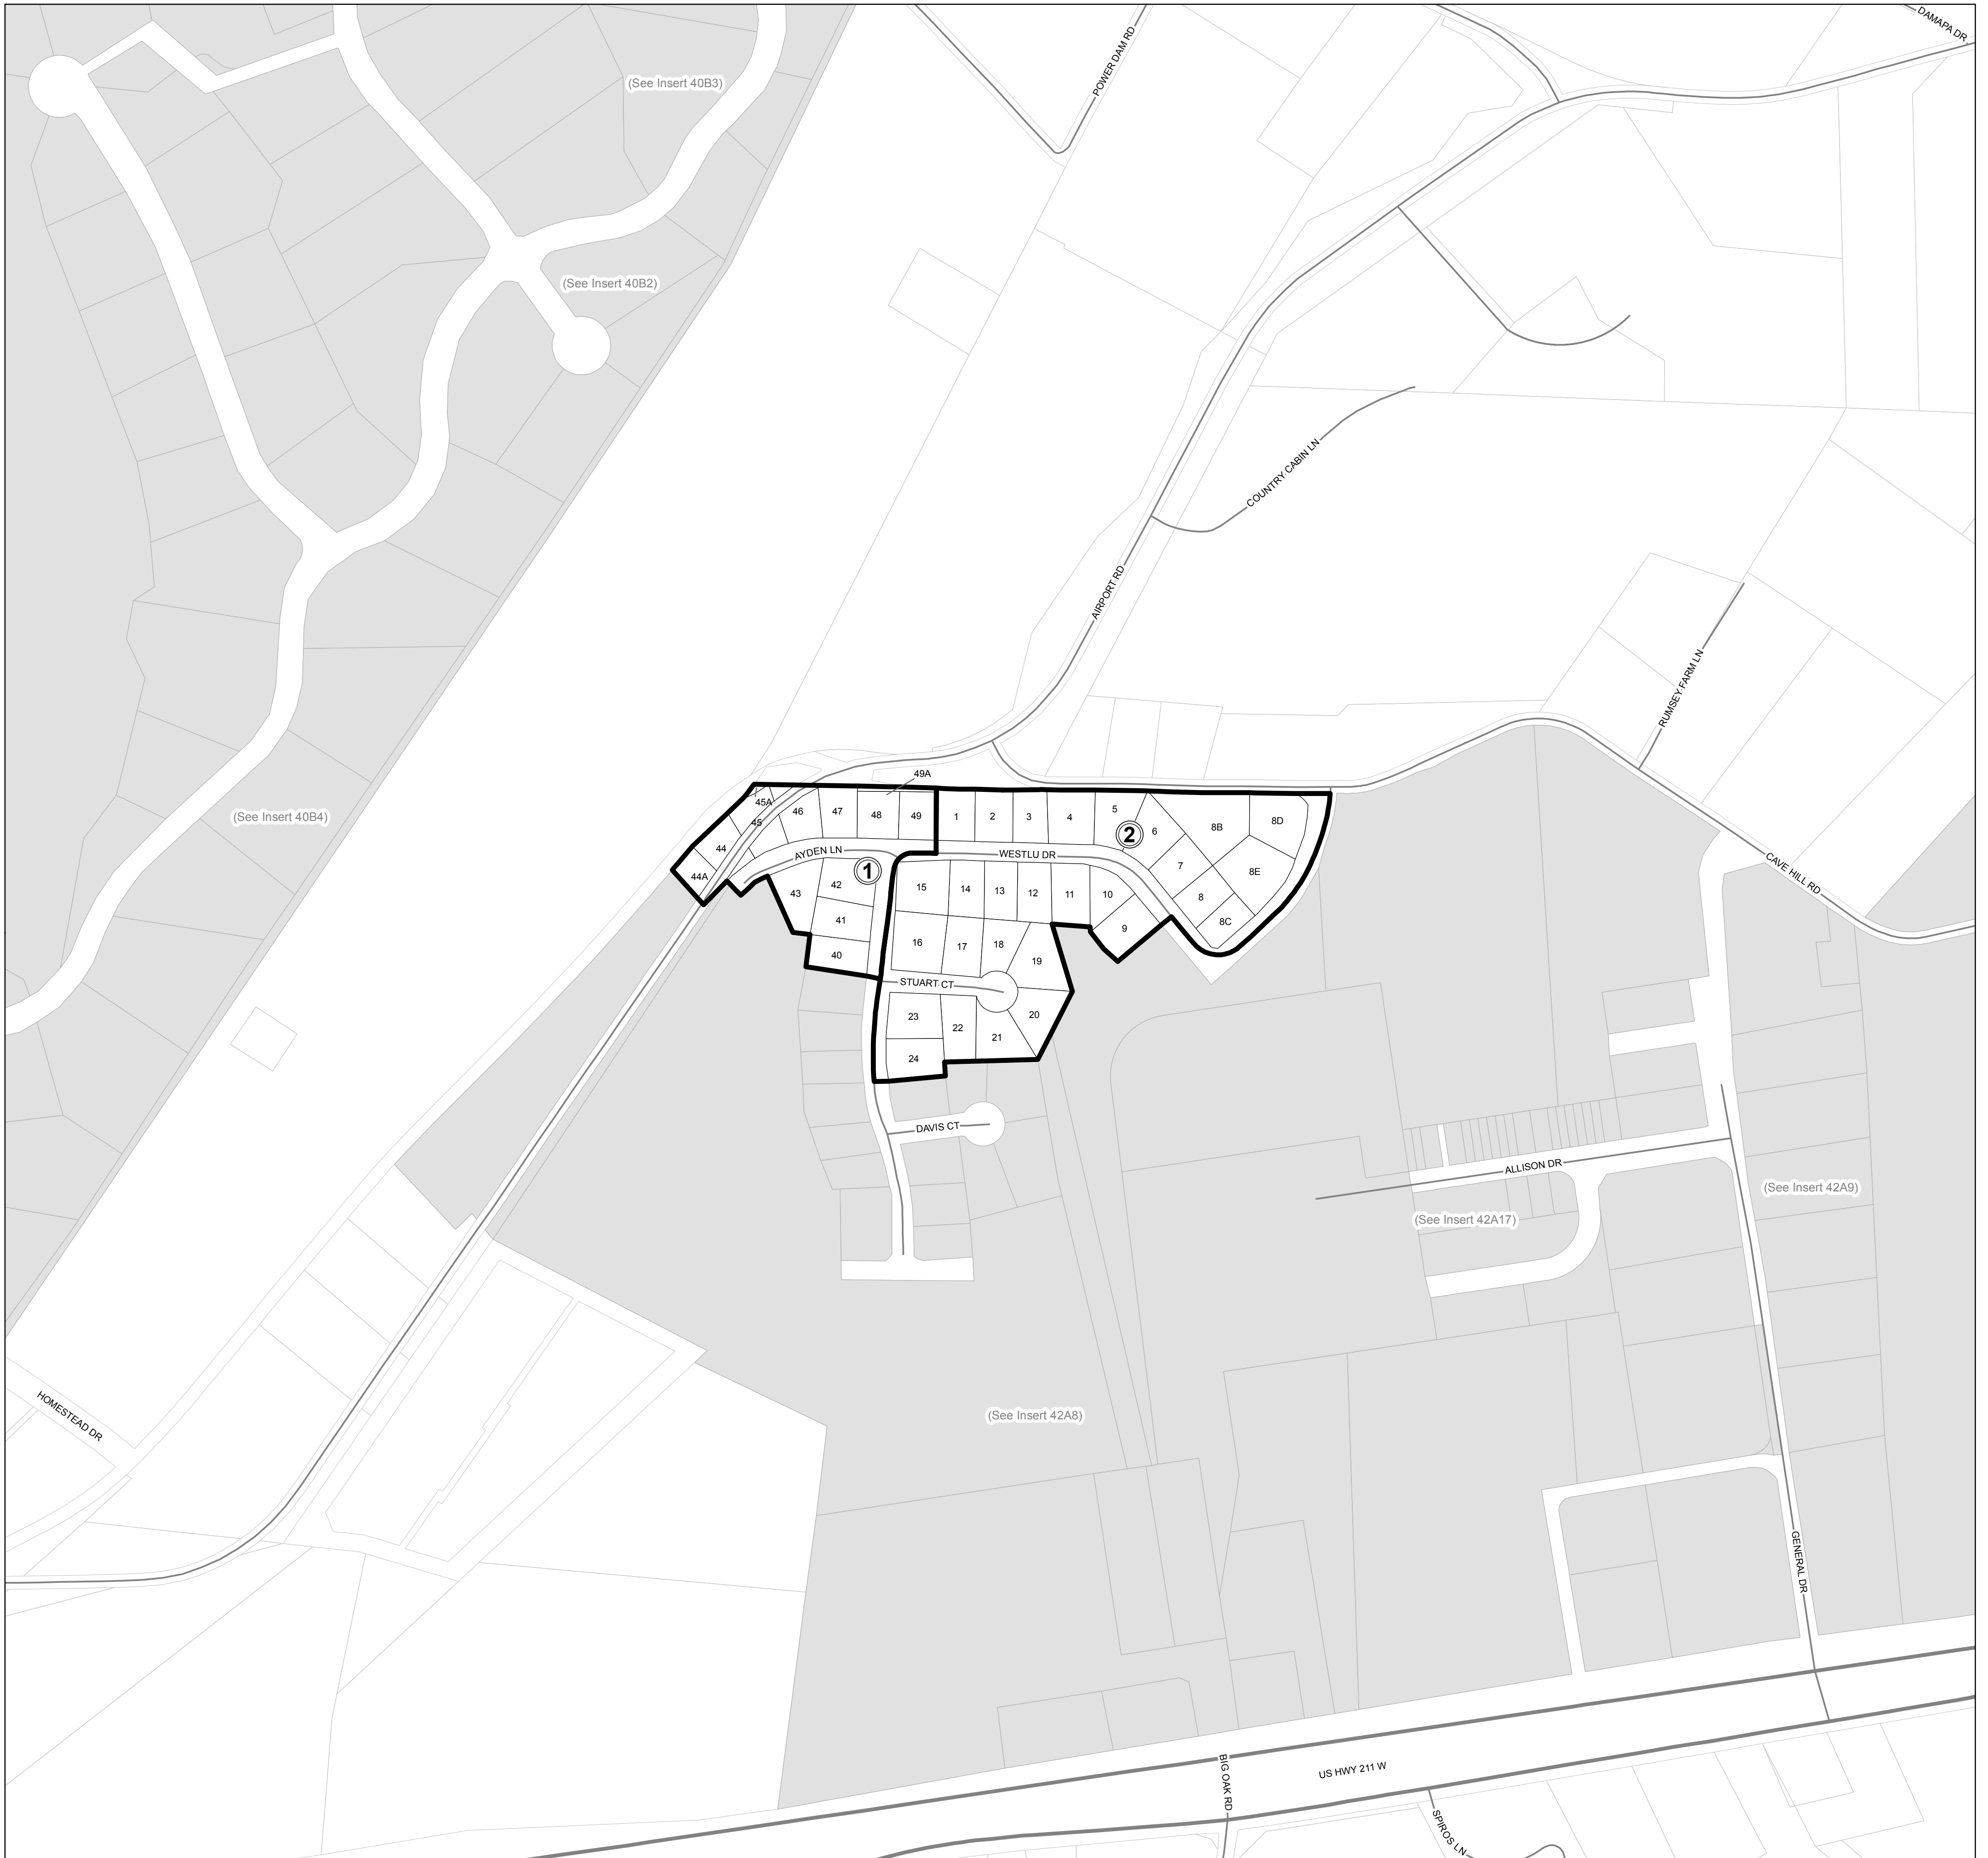 DAMAPA DR
POWER DAM RD
(See Insert 40B3)
(See Insert 40B2)
COUNTRY CABIN LN
AIRPORT RD
RUMSEY FARM LN
49A
45A
45
46
47
48
49
1
2
3
4
5
2
6
8B
8D
44
44A
AYDEN LN
1
WESTLU DR
7
8E
(See Insert 40B4)
CAVE HILL RD
43
42
15
14
13
12
11
10
8
8C
41
9
40
16
17
18
19
STUART CT
23
22
20
21
24
DAVIS CT
ALLISON DR
(See Insert 42A9)
(See Insert 42A17)
HOMESTEAD DR
(See Insert 42A8)
GENERAL DR
BIG OAK RD
US HWY 211 W
SPIROS LN